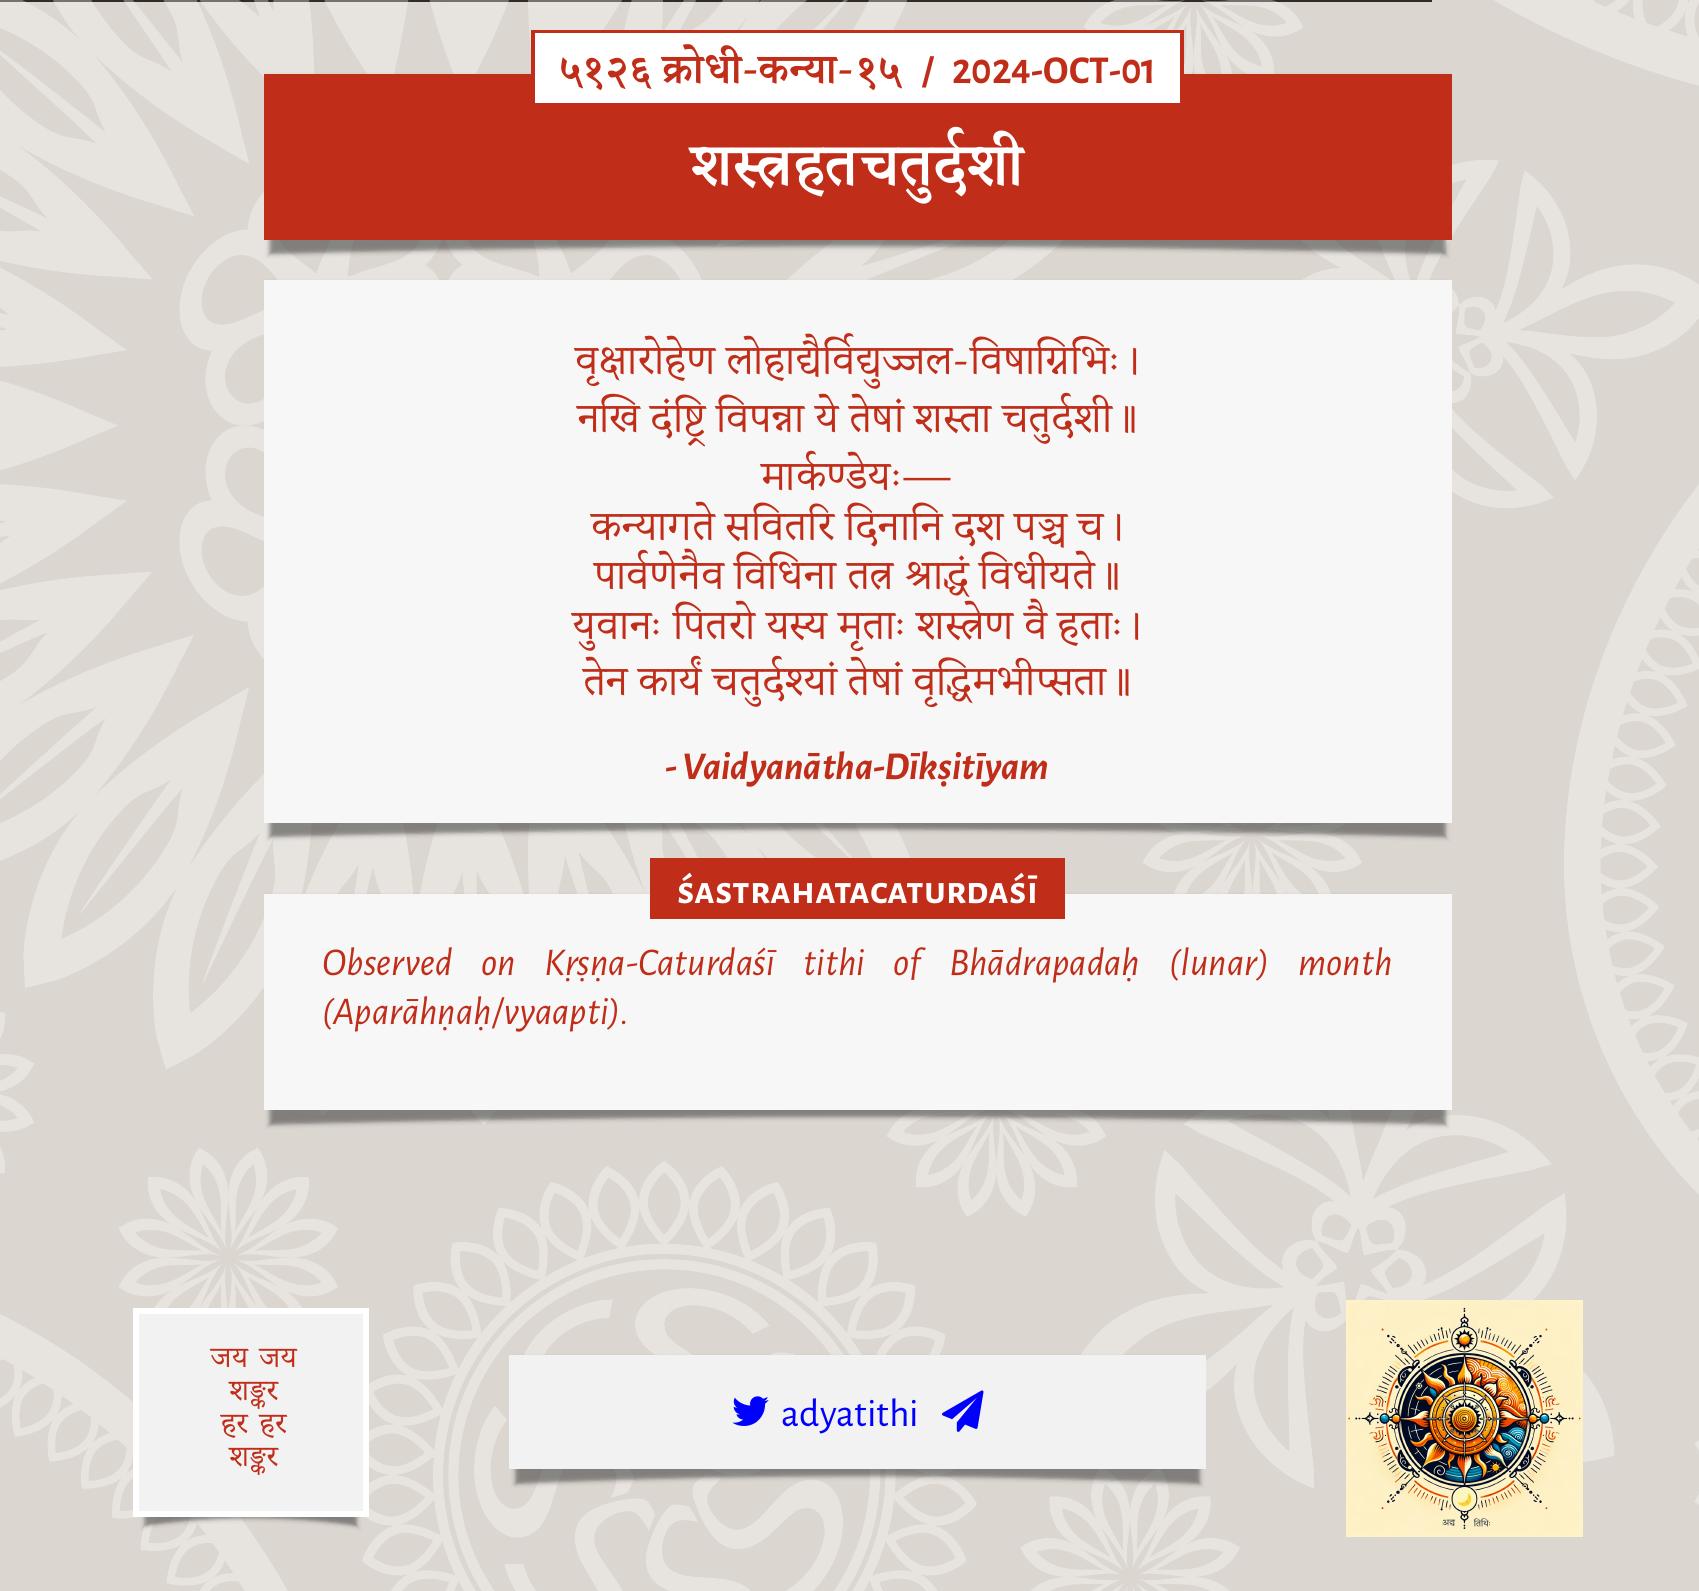 ५१२६ क्रोधी-कन्या-१५ / 2024-OCT-01
शस्त्रहतचतुर्दशी
वृक्षारोहेण लोहाद्यैर्विद्युज्जल-विषाग्निभिः।
नखि दंष्ट्रि विपन्ना ये तेषां शस्ता चतुर्दशी॥
मार्कण्डेयः—
कन्यागते सवितरि दिनानि दश पञ्च च।
पार्वणेनैव विधिना तत्र श्राद्धं विधीयते॥
युवानः पितरो यस्य मृताः शस्त्रेण वै हताः।
तेन कार्यं चतुर्दश्यां तेषां वृद्धिमभीप्सता॥
- Vaidyanātha-Dīkṣitīyam
ŚASTRAHATACATURDAŚĪ
Observed on Kṛṣṇa-Caturdaśī tithi of Bhādrapadaḥ (lunar) month
(Aparāhṇaḥ/vyaapti).
जय जय
शङ्कर
हर हर
शङ्कर
adyatithi
अद्य तिथिः